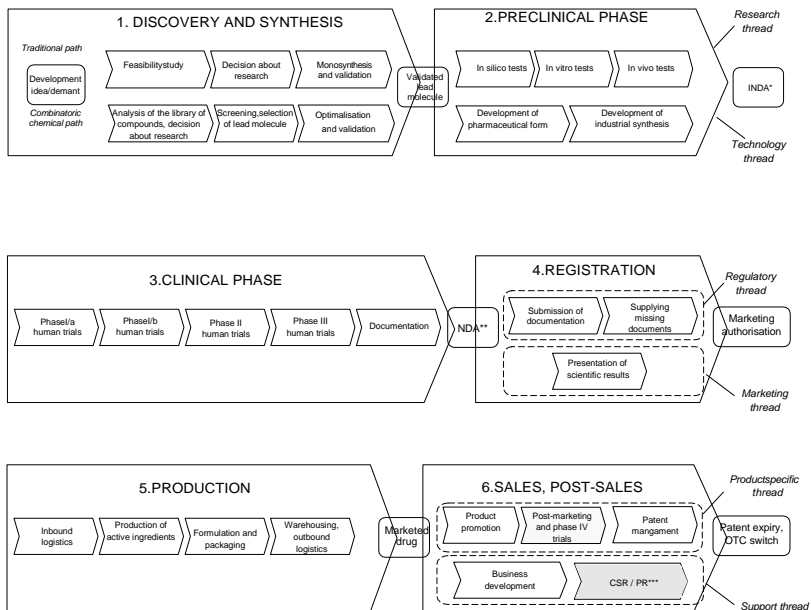 1. DISCOVERY AND SYNTHESIS
Traditional path
Development
idea/demant
Combinatoric
chemical path
Feasibilitystudy
Decision about
research
Monosynthesis
and validation
Analysis of the library of
compounds, decision
about research
Screening,selection
of lead molecule
Optimalisation
and validation
Validated
lead
molecule
2.PRECLINICAL PHASE
In silico tests
In vitro tests
In vivo tests
Development of
pharmaceutical form
Development of
industrial synthesis
Research
thread
INDA*
Technology
thread
3.CLINICAL PHASE
PhaseI/a
human trials
PhaseI/b
human trials
Phase II
human trials
Phase III
human trials
Documentation
NDA**
4.REGISTRATION
Submission of
documentation
Supplying
missing
documents
Presentation of
scientific results
Regulatory
thread
Marketing
authorisation
Marketing
thread
5.PRODUCTION
Inbound
logistics
Production of
active ingredients
Formulation and
packaging
Warehousing,
outbound
logistics
Marketed
drug
6.SALES, POST-SALES
Product
promotion
Post-marketing
and phase IV
trials
Patent
mangament
Business
development
CSR / PR***
Productspecific
thread
Patent expiry,
OTC switch
Support thread